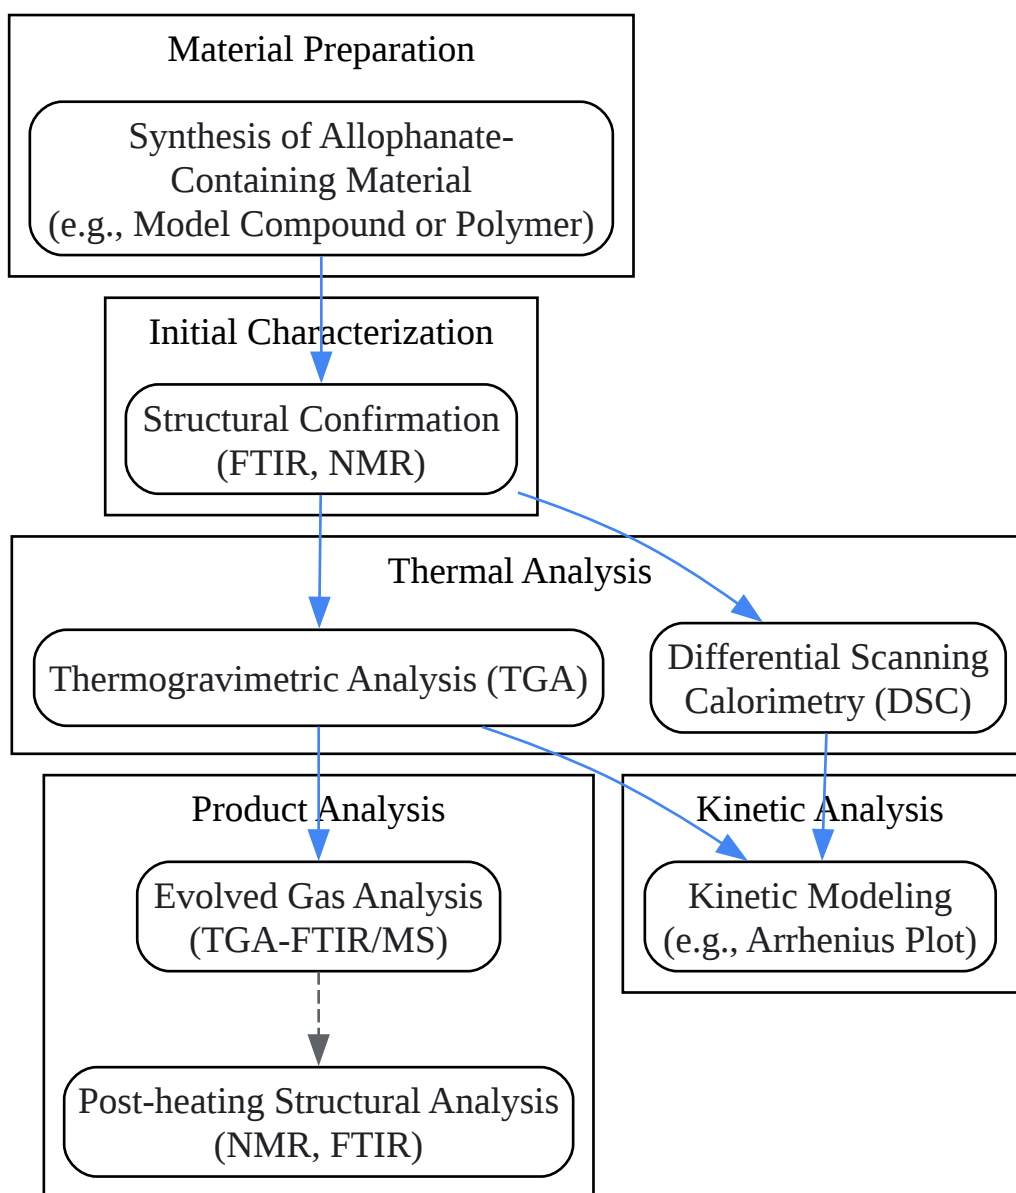 Material Preparation
Synthesis of Allophanate-
Containing Material
(e.g., Model Compound or Polymer)
Initial Characterization
Structural Confirmation
(FTIR, NMR)
Thermal Analysis
Thermogravimetric Analysis (TGA)
Differential Scanning
Calorimetry (DSC)
Product Analysis
Evolved Gas Analysis
(TGA-FTIR/MS)
Post-heating Structural Analysis
(NMR, FTIR)
Kinetic Analysis
Kinetic Modeling
(e.g., Arrhenius Plot)